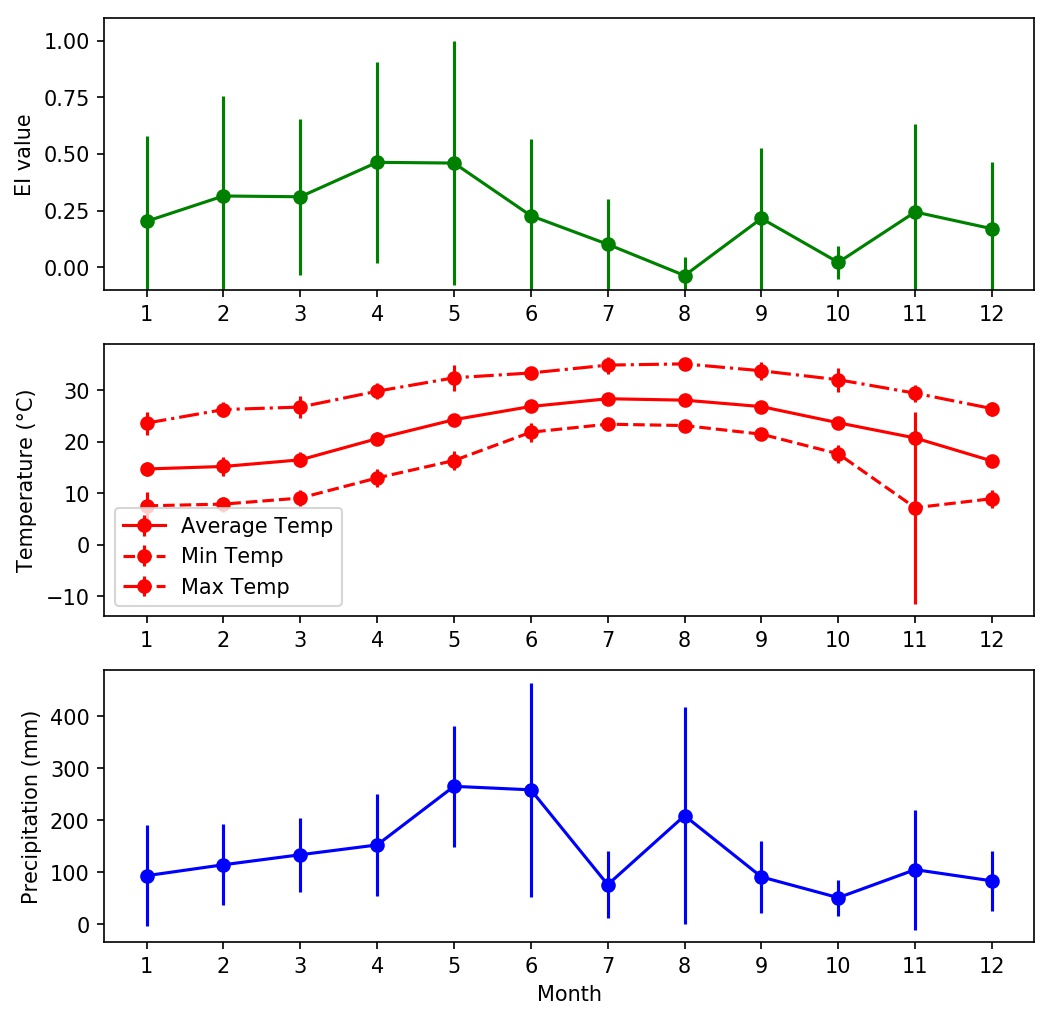 EI value
1.00
0.75
0.50
0.25
0.00
1 2 3 4 5 6 7 8 9 10 11 12
Temperature (°C)
30
20
10
0
−10
Average Temp
Min Temp
Max Temp
1 2 3 4 5 6 7 8 9 10 11 12
Precipitation (mm)
400
300
200
100
0
1 2 3 4 5 6 7 8 9 10 11 12
Month